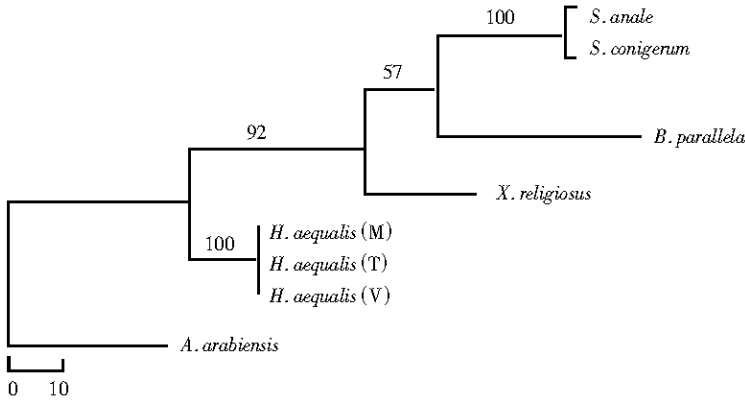 100
S. anale
S. conigerum
57
92
B. parallela
X. religiosus
100
H. aequalis (M)
H. aequalis (T)
H. aequalis (V)
A. arabiensis
0 10